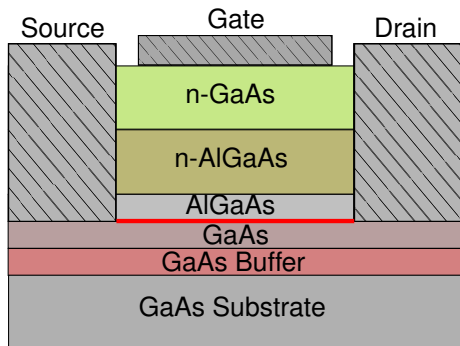 Source
Gate
Drain
n-GaAs
n-AlGaAs
AlGaAs
GaAs
GaAs Buffer
GaAs Substrate